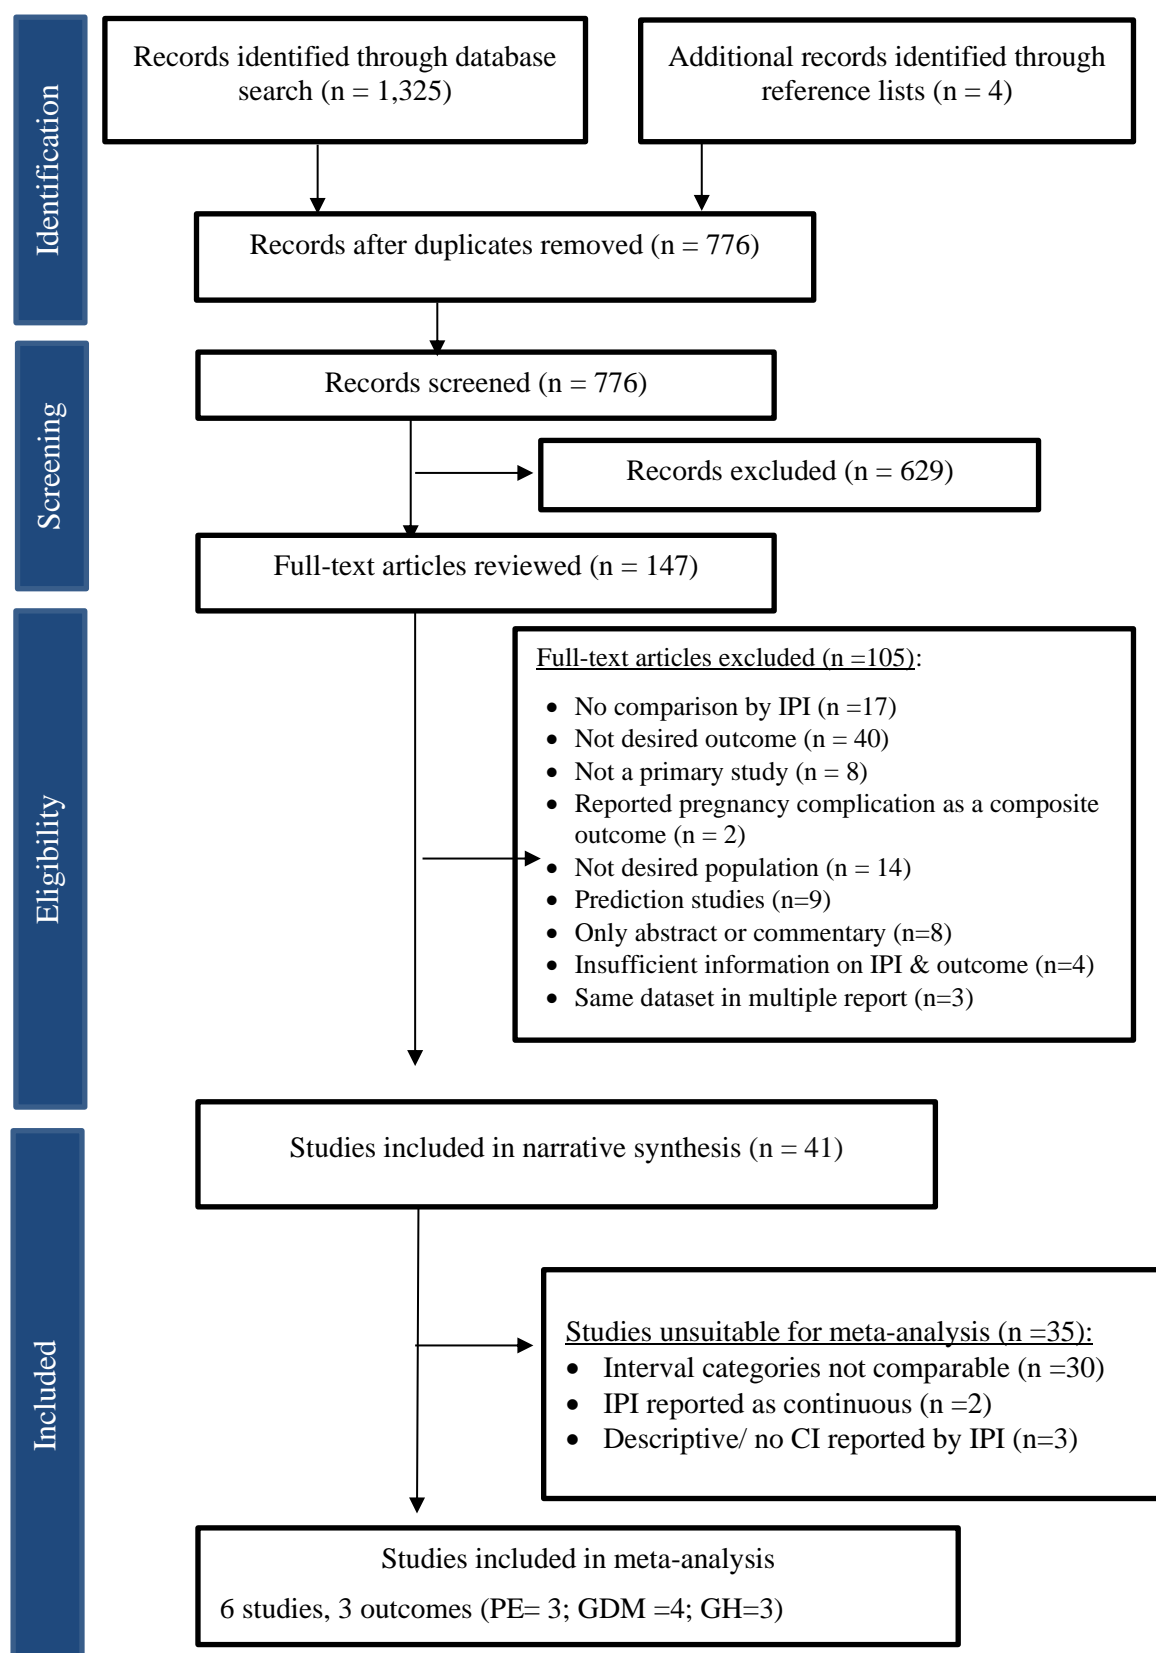 Identification
Records identified through database
search (n = 1,325)
Additional records identified through
reference lists (n = 4)
Records after duplicates removed (n = 776)
Screening
Records screened (n = 776)
Records excluded (n = 629)
Full-text articles reviewed (n = 147)
Eligibility
Full-text articles excluded (n =105):
• No comparison by IPI (n =17)
• Not desired outcome (n = 40)
• Not a primary study (n = 8)
• Reported pregnancy complication as a composite
outcome (n = 2)
• Not desired population (n = 14)
• Prediction studies (n=9)
• Only abstract or commentary (n=8)
• Insufficient information on IPI & outcome (n=4)
• Same dataset in multiple report (n=3)
Studies included in narrative synthesis (n = 41)
Included
Studies unsuitable for meta-analysis (n =35):
• Interval categories not comparable (n =30)
• IPI reported as continuous (n =2)
• Descriptive/ no CI reported by IPI (n=3)
Studies included in meta-analysis
6 studies, 3 outcomes (PE= 3; GDM =4; GH=3)